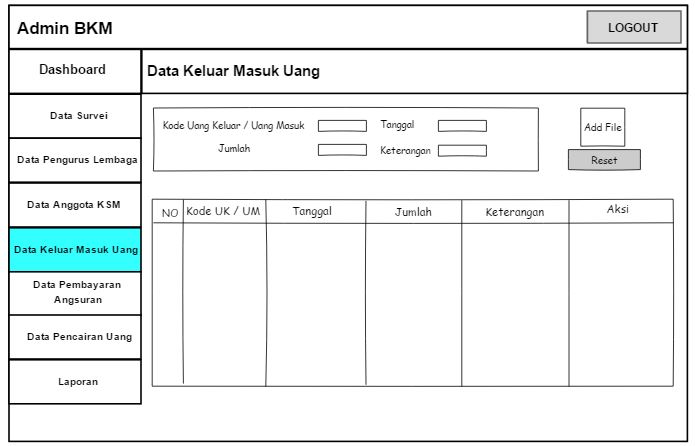 Admin BKM
LOGOUT
Dashboard
Data Keluar Masuk Uang
Data Survei
Data Pengurus Lembaga
Data Anggota KSM
Data Keluar Masuk Uang
Data Pembayaran
Angsuran
Data Pencairan Uang
Laporan
Kode Uang Keluar / Uang Masuk
Tanggal
Jumlah
Keterangan
Add File
Reset
NO
Kode UK / UM
Tanggal
Jumlah
Keterangan
Aksi